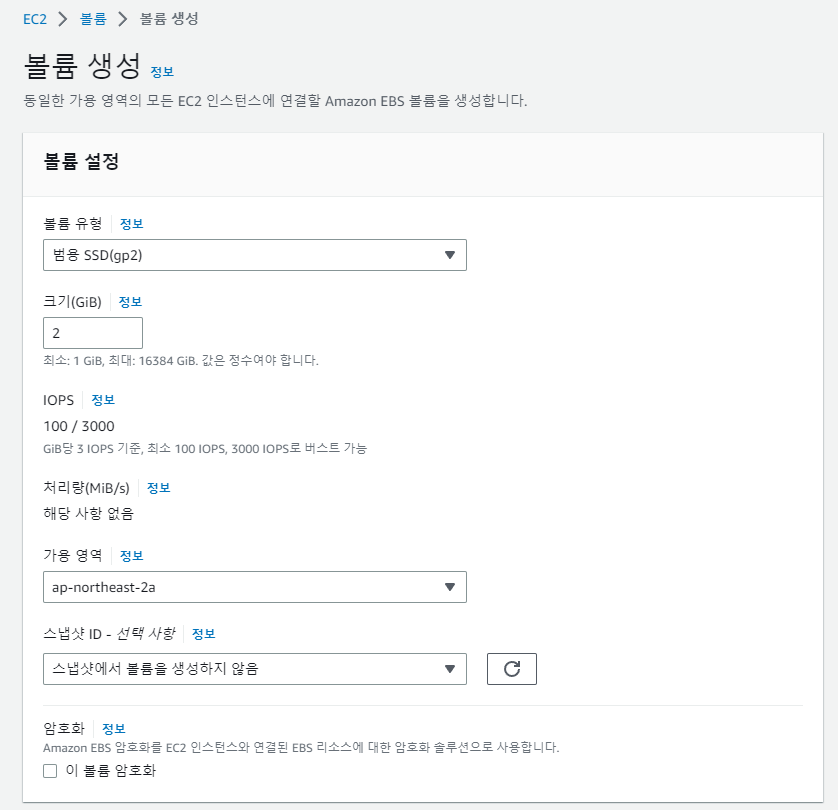 EC2 > 볼륨 > 볼륨 생성
볼륨 생성 정보
동일한 가용 영역의 모든 EC2 인스턴스에 연결할 Amazon EBS 볼륨을 생성합니다.
볼륨 설정
볼륨 유형 정보
범용 SSD(gp2)
크기(GiB) 정보
2
최소: 1 GiB, 최대: 16384 GiB. 값은 정수여야 합니다.
IOPS 정보
100 / 3000
GiB당 3 IOPS 기준, 최소 100 IOPS, 3000 IOPS로 버스트 가능
처리량(MiB/s) 정보
해당 사항 없음
가용 영역 정보
ap-northeast-2a
스냅샷 ID - 선택 사항 정보
스냅샷에서 볼륨을 생성하지 않음
암호화 정보
Amazon EBS 암호화를 EC2 인스턴스와 연결된 EBS 리소스에 대한 암호화 솔루션으로 사용합니다.
이 볼륨 암호화